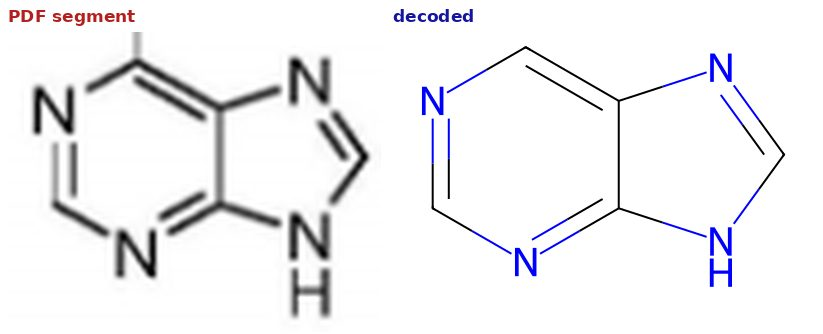 PDF segment decoded
N N N N
N N
N N
H H